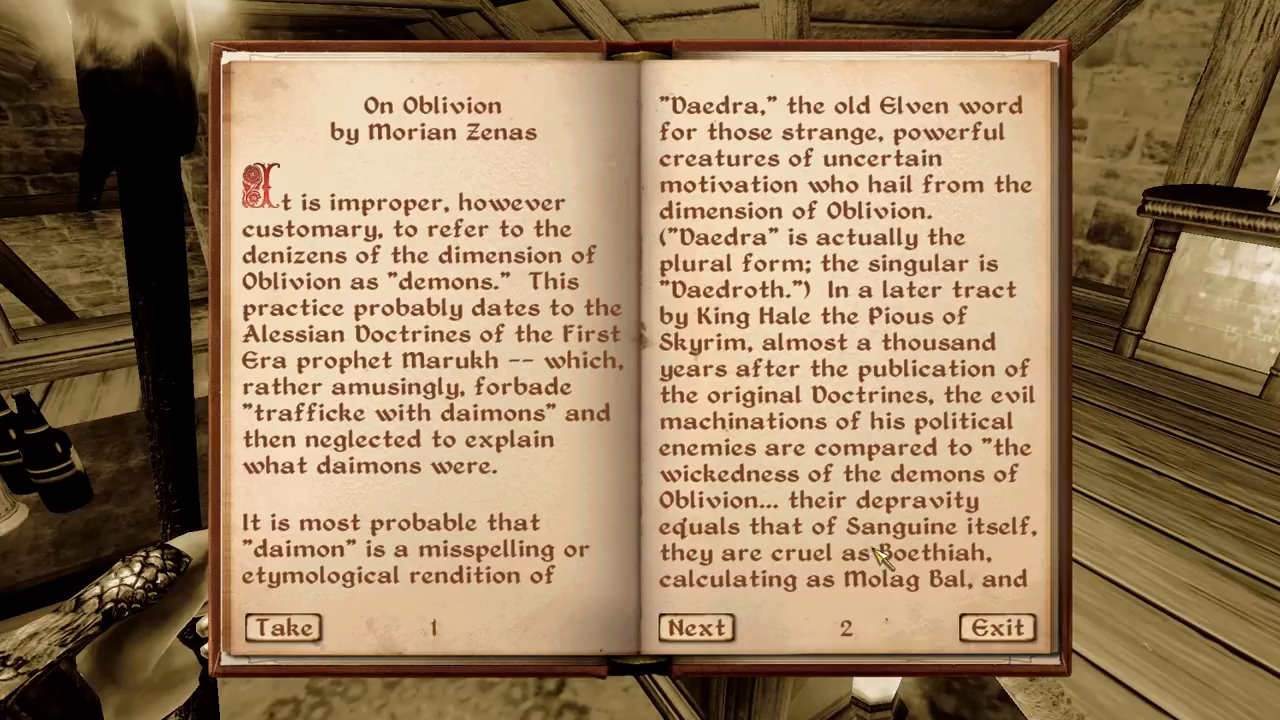 On Oblivion
by Morian Zenas
It is improper, however
customary, to refer to the
denizens of the dimension of
Oblivion as "demons." This
practice probably dates to the
Alessian Doctrines of the First
Era prophet Marukh -- which,
rather amusingly, forbade
"trafficke with daimons" and
then neglected to explain
what daimons were.
It is most probable that
"daimon" is a misspelling or
etymological rendition of
Take
1
"Daedra," the old Elven word
for those strange, powerful
creatures of uncertain
motivation who hail from the
dimension of Oblivion.
("Daedra" is actually the
plural form; the singular is
"Daedroth.") In a later tract
by King Hale the Pious of
Skyrim, almost a thousand
years after the publication of
the original Doctrines, the evil
machinations of his political
enemies are compared to "the
wickedness of the demons of
Oblivion... their depravity
equals that of Sanguine itself,
they are cruel as Boethiah,
calculating as Molag Bal, and
Next
2
Exit